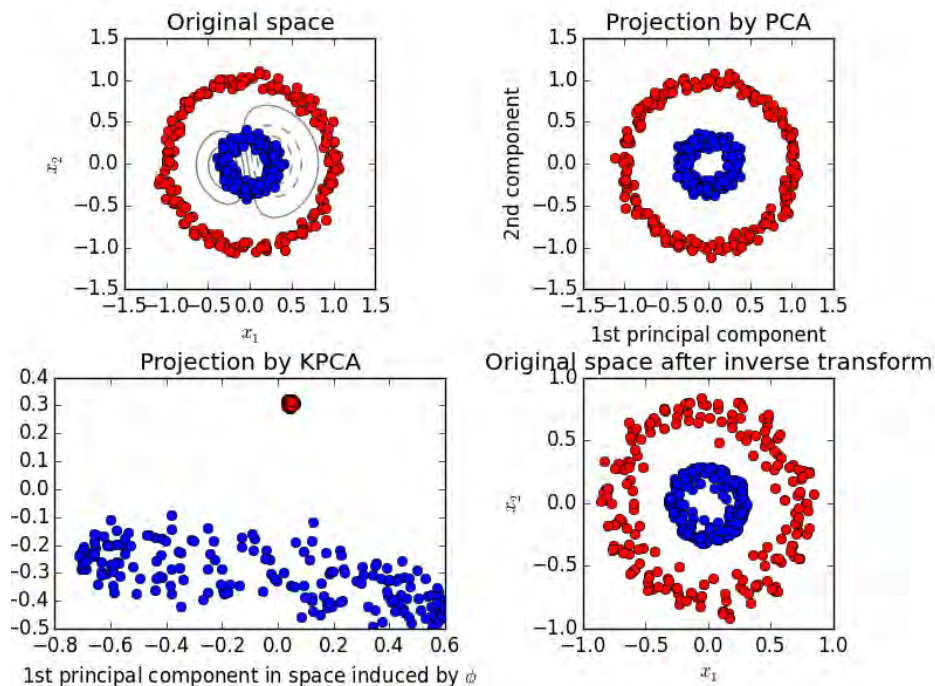 Original space
1.5
1.0
0.5
0.0
−0.5
−1.0
−1.5
x₂
−1.5 −1.0 −0.5 0.0 0.5 1.0 1.5
x₁
Projection by PCA
1.5
1.0
0.5
0.0
−0.5
−1.0
−1.5
2nd component
−1.5 −1.0 −0.5 0.0 0.5 1.0 1.5
1st principal component
Projection by KPCA
0.4
0.3
0.2
0.1
0.0
−0.1
−0.2
−0.3
−0.4
−0.5
−0.8 −0.6 −0.4 −0.2 0.0 0.2 0.4 0.6
1st principal component in space induced by ϕ
Original space after inverse transform
1.0
0.5
0.0
−0.5
−1.0
x₂
−1.0 −0.5 0.0 0.5 1.0
x₁